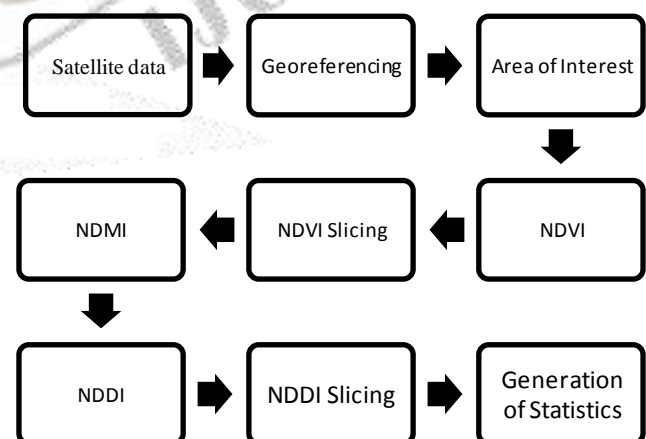 Satellite data
Georeferencing
Area of Interest
NDVI
NDVI Slicing
NDMI
NDDI
NDDI Slicing
Generation
of Statistics